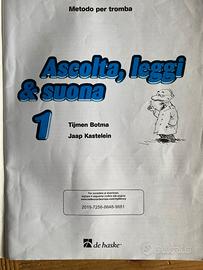 Metodo per tromba
Ascolta, leggi
& suona
1
Tijmen Botma
Jaap Kastelein
de haske